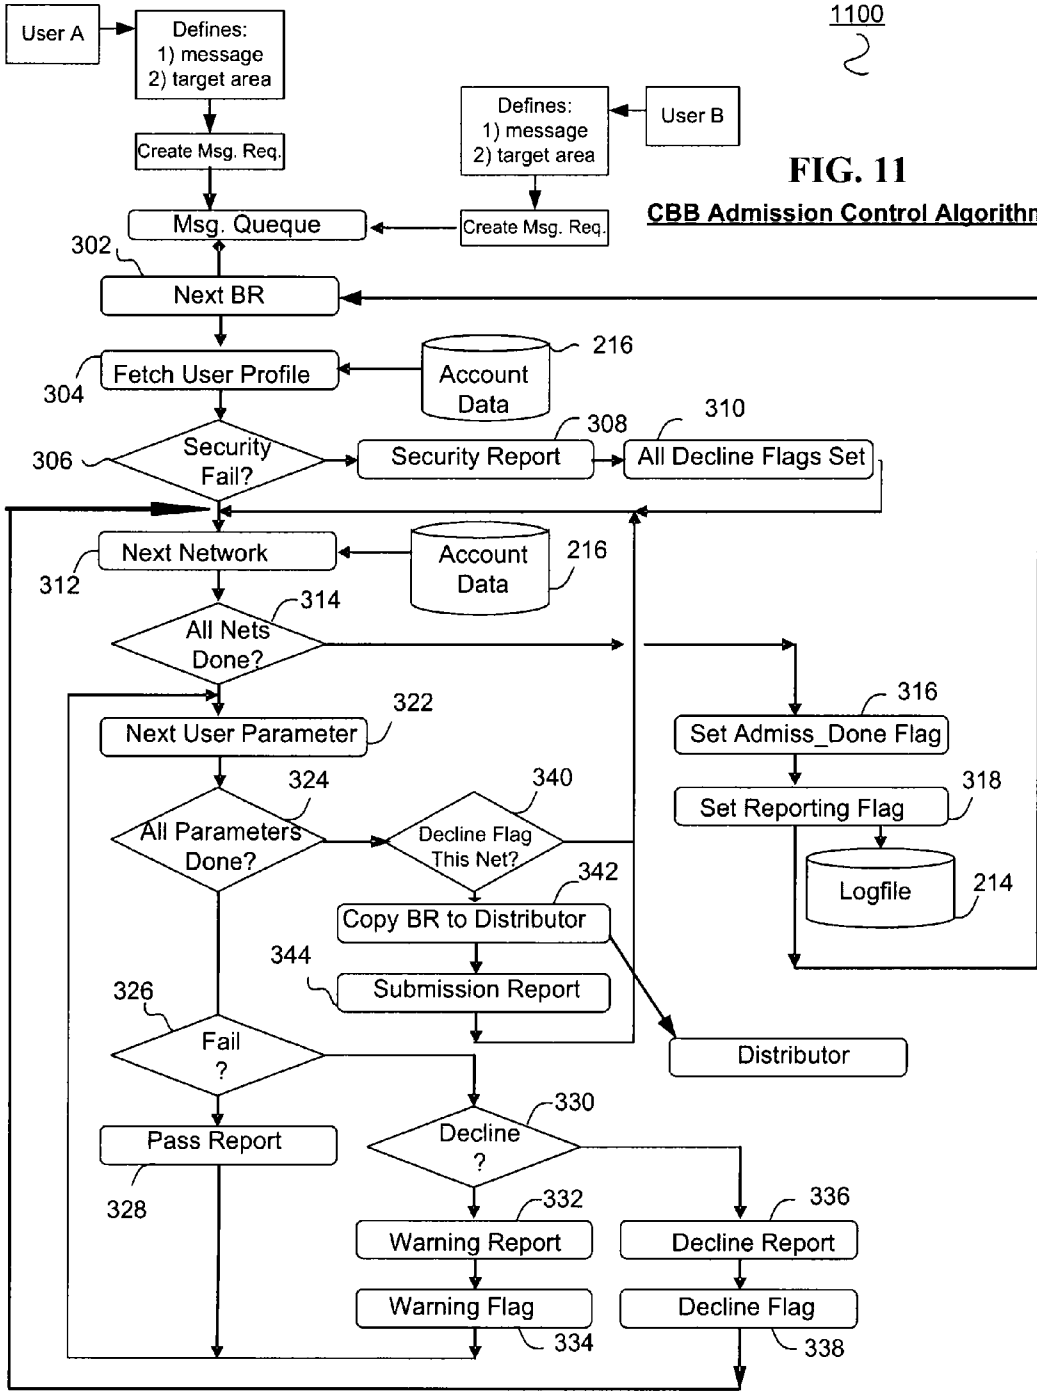 1100
User A
Defines:
1) message
2) target area
Defines:
1) message
2) target area
User B
Create Msg. Req.
FIG. 11
CBB Admission Control Algorithm
Msg. Queque
Create Msg. Req.
302
Next BR
304
Fetch User Profile
216
Account
Data
306
Security
Fail?
308
Security Report
310
All Decline Flags Set
312
Next Network
Account
Data
216
314
All Nets
Done?
322
Next User Parameter
316
Set Admiss_Done Flag
324
All Parameters
Done?
340
Decline Flag
This Net?
318
Set Reporting Flag
Logfile
214
342
Copy BR to Distributor
344
Submission Report
326
Fail
?
Distributor
328
Pass Report
330
Decline
?
332
Warning Report
336
Decline Report
Warning Flag
334
Decline Flag
338